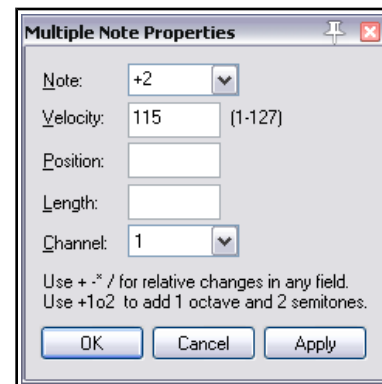 Multiple Note Properties
Note: +2
Velocity: 115 (1-127)
Position:
Length:
Channel: 1
Use + -* / for relative changes in any field.
Use +1o2 to add 1 octave and 2 semitones.
OK Cancel Apply